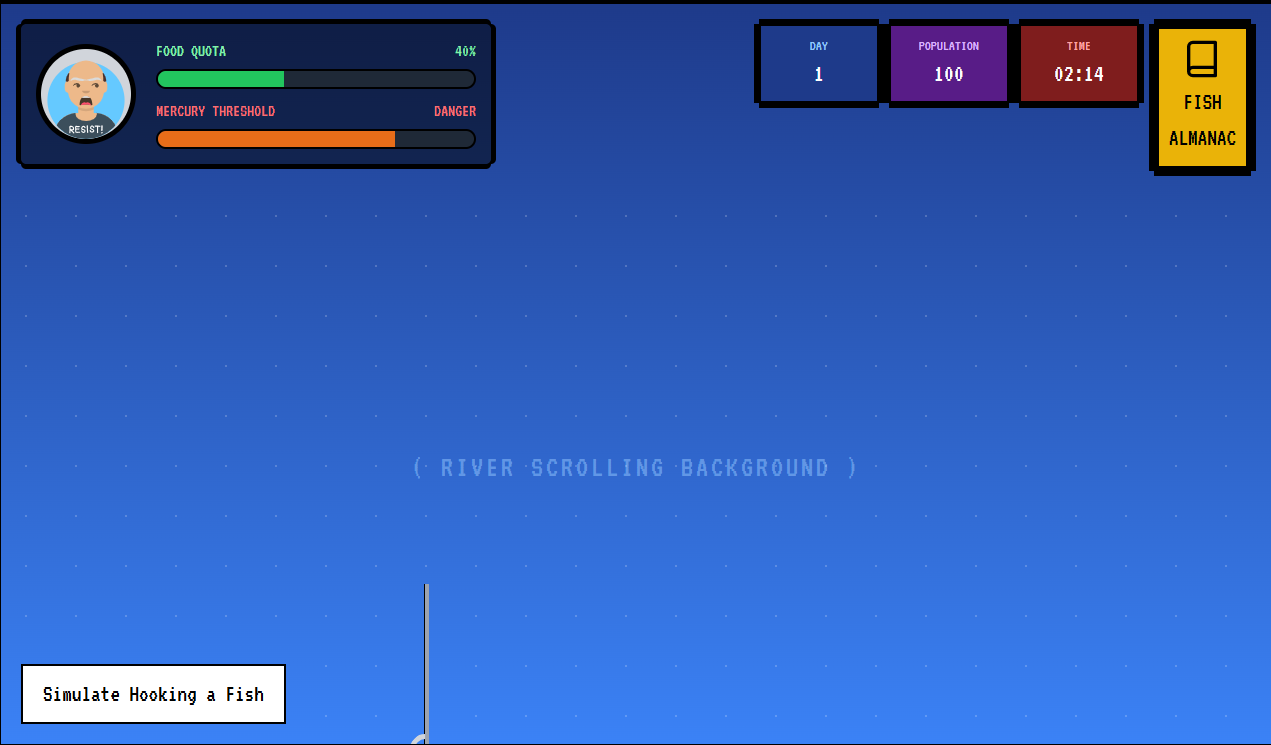 FOOD QUOTA 40%
MERCURY THRESHOLD DANGER
RESIST!
DAY
1
POPULATION
100
TIME
02:14
FISH
ALMANAC
( RIVER SCROLLING BACKGROUND )
Simulate Hooking a Fish